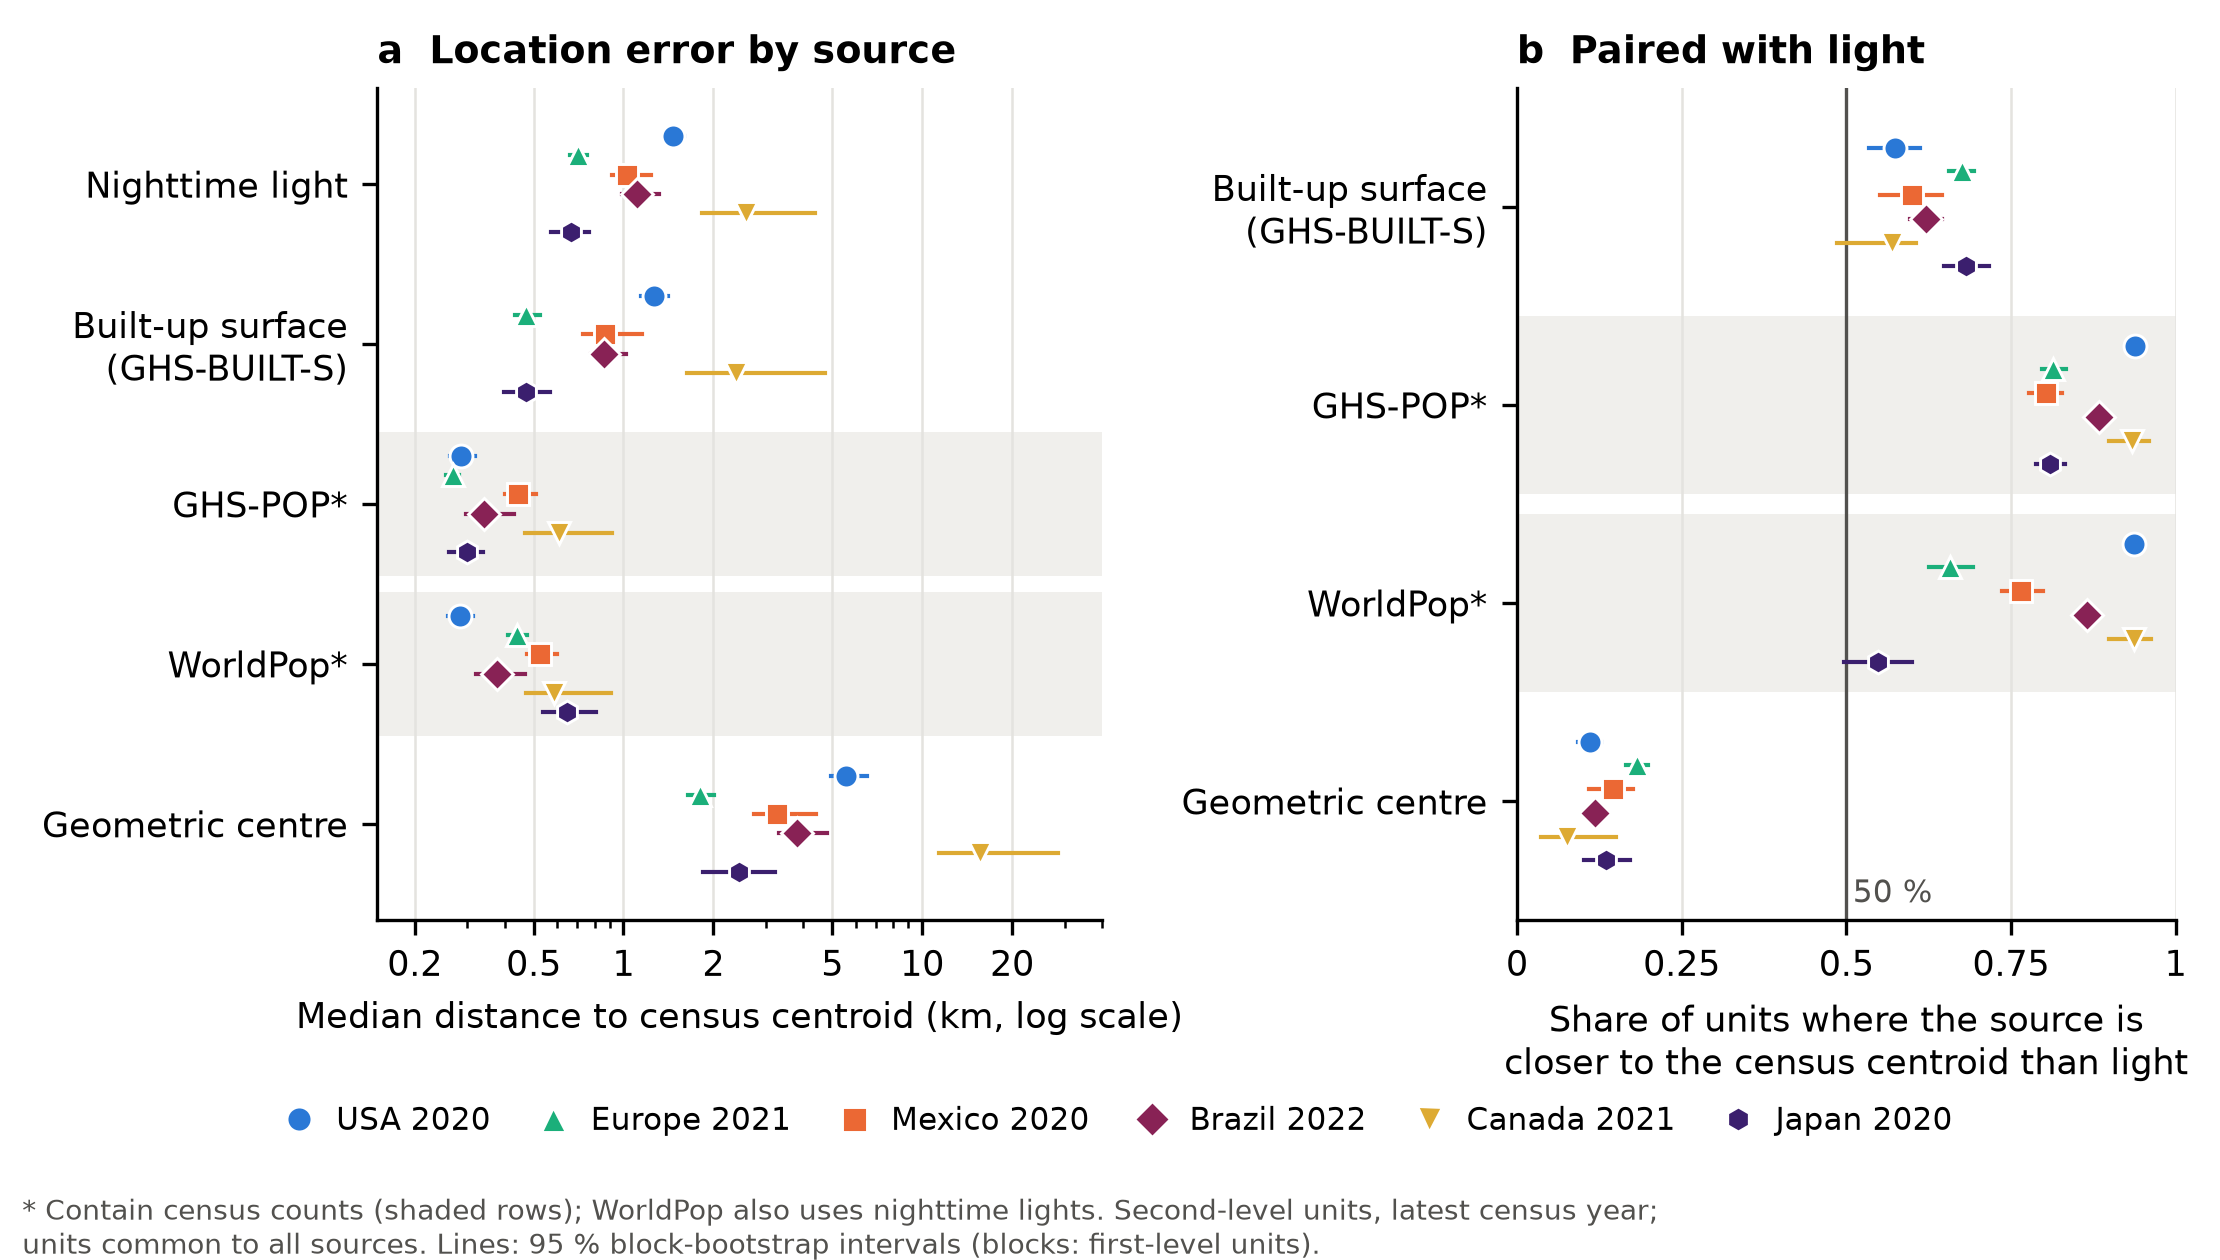 a Location error by source
Nighttime light
Built-up surface
(GHS-BUILT-S)
GHS-POP*
WorldPop*
Geometric centre
0.2 0.5 1 2 5 10 20
Median distance to census centroid (km, log scale)
b Paired with light
Built-up surface
(GHS-BUILT-S)
GHS-POP*
WorldPop*
Geometric centre
50 %
0 0.25 0.5 0.75 1
Share of units where the source is
closer to the census centroid than light
USA 2020 Europe 2021 Mexico 2020 Brazil 2022 Canada 2021 Japan 2020
* Contain census counts (shaded rows); WorldPop also uses nighttime lights. Second-level units, latest census year;
units common to all sources. Lines: 95 % block-bootstrap intervals (blocks: first-level units).